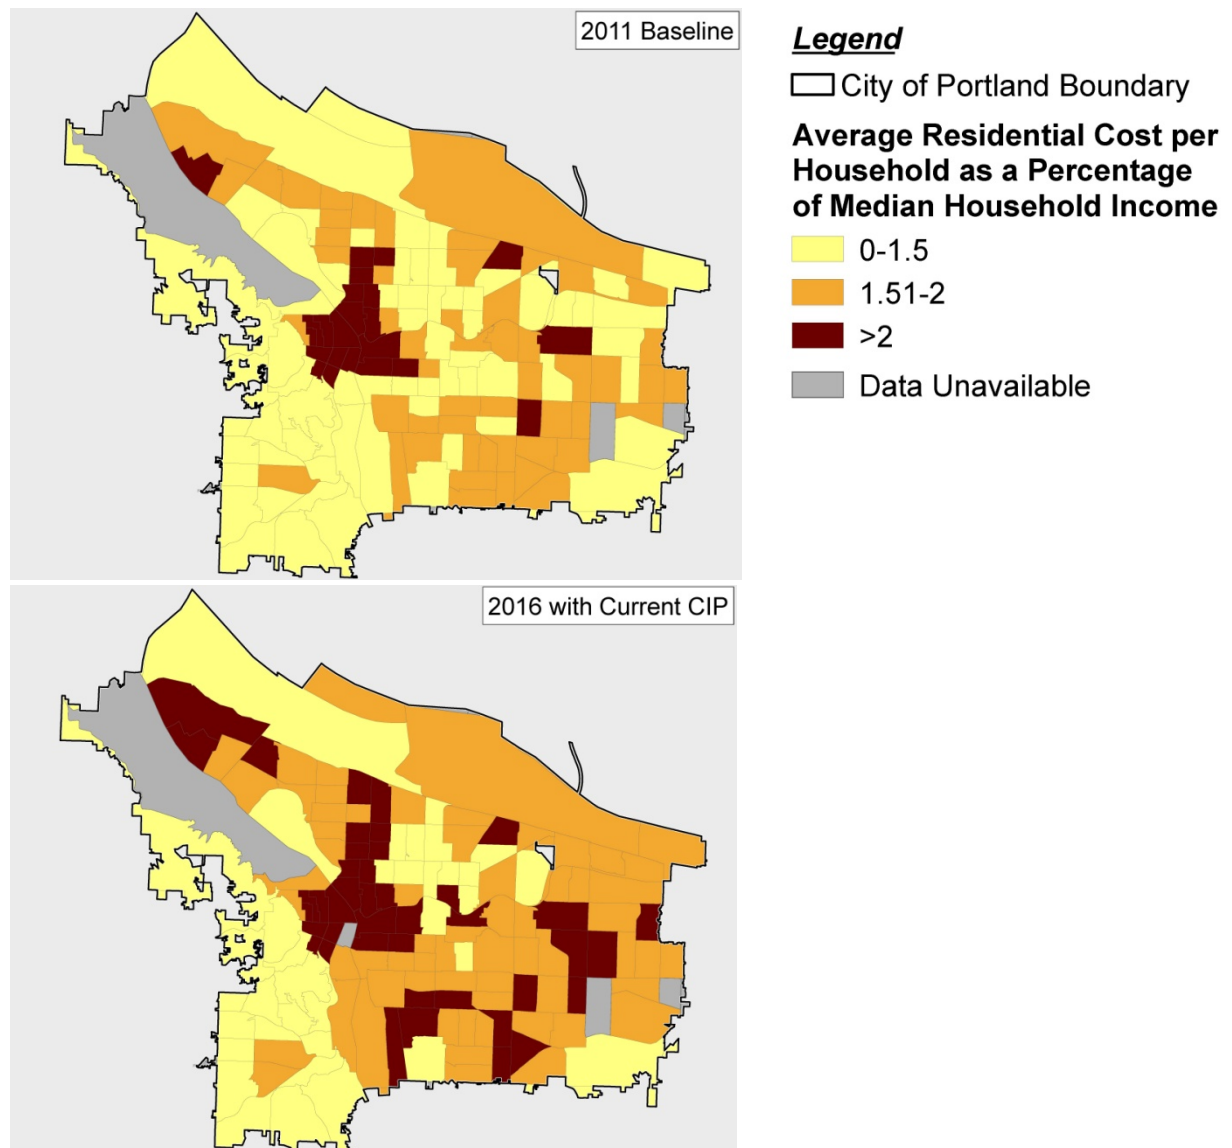 2011 Baseline
Legend
City of Portland Boundary
Average Residential Cost per
Household as a Percentage
of Median Household Income
0-1.5
1.51-2
>2
Data Unavailable
2016 with Current CIP